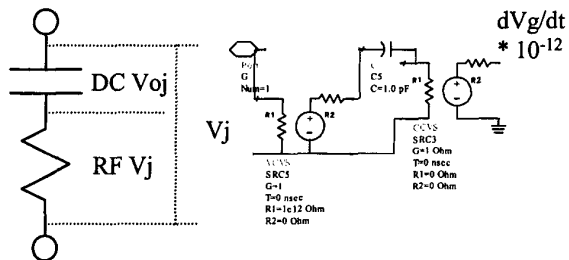 DC Voj
RF Vj
Vj
G
Num=1
R1
R2
C5
C=1.0 pF
R1
R2
dVg/dt
* 10-12
VCVS
SRC5
G=1
T=0 nsec
R1=1e12 Ohm
R2=0 Ohm
CCVS
SRC3
G=1 Ohm
T=0 nsec
R1=0 Ohm
R2=0 Ohm